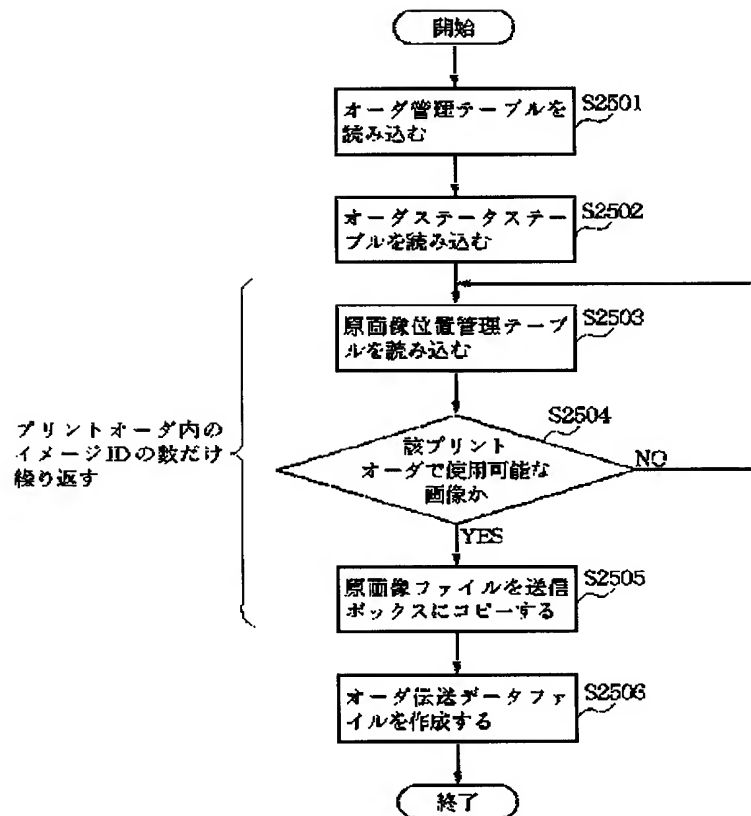 開始
オーダ管理テーブルを
読み込む
S2501
オーダステータステー
ブルを読み込む
S2502
原画像位置管理テーブ
ルを読み込む
S2503
プリントオーダ内の
イメージIDの数だけ
繰り返す
該プリント
オーダで使用可能な
画像か
S2504
NO
YES
原画像ファイルを送信
ボックスにコピーする
S2505
オーダ伝送データファ
イルを作成する
S2506
終了